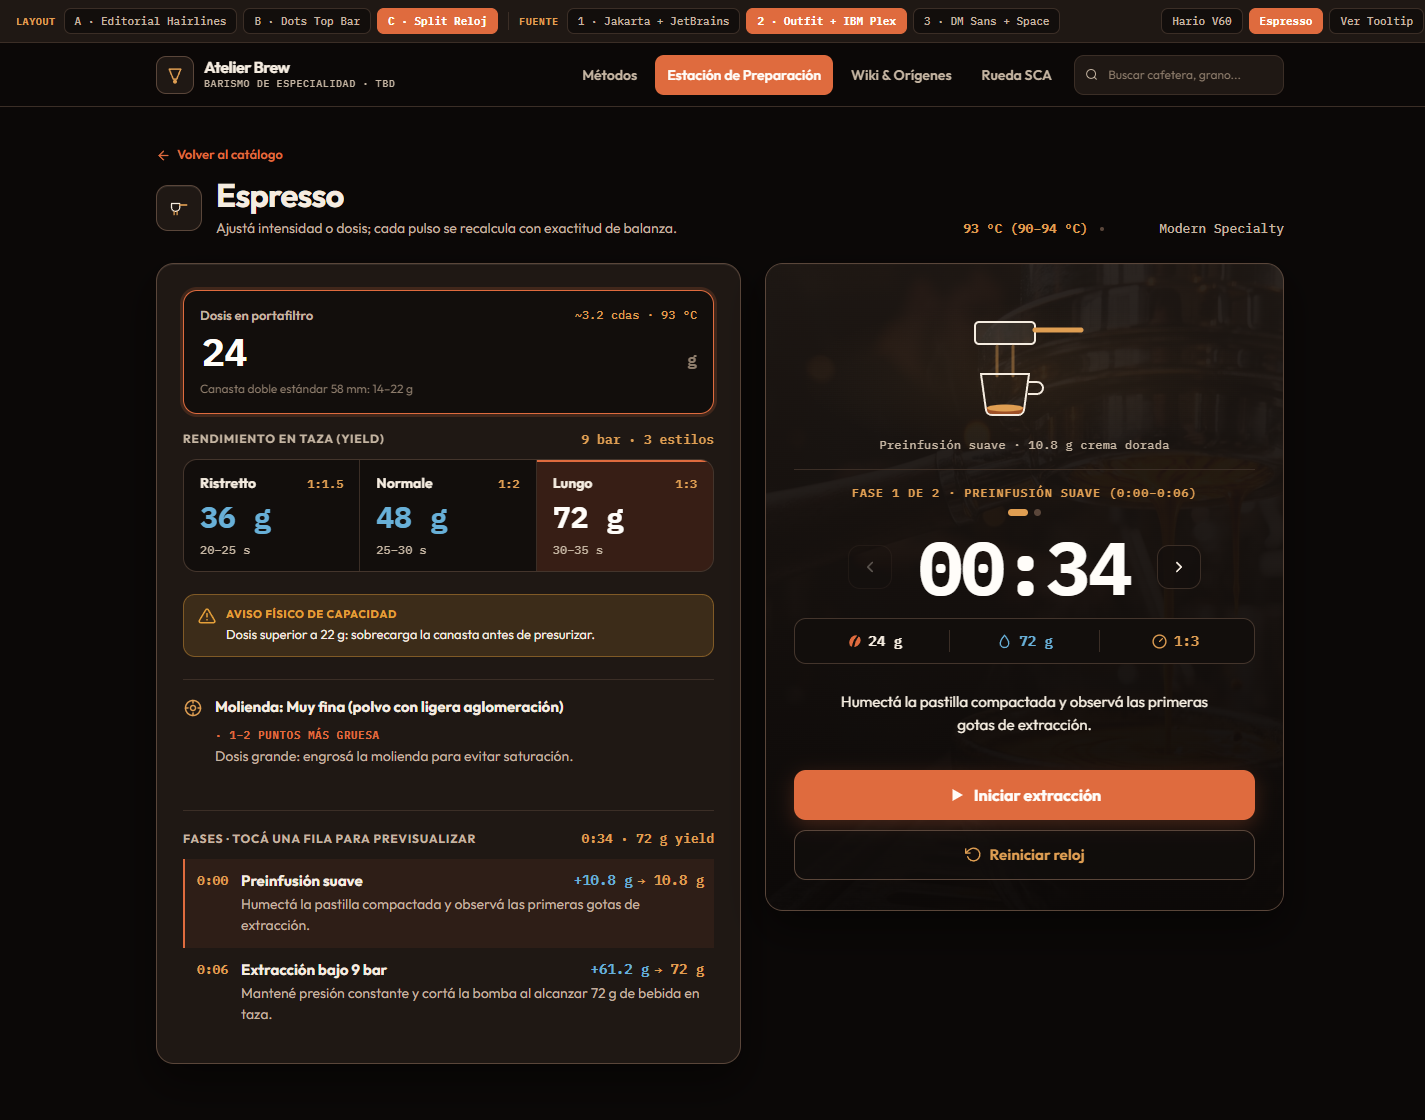 LAYOUT A · Editorial Hairlines B · Dots Top Bar C · Split Reloj FUENTE 1 · Jakarta + JetBrains 2 · Outfit + IBM Plex 3 · DM Sans + Space Hario V60 Espresso Ver Tooltip
Atelier Brew
BARISMO DE ESPECIALIDAD · TBD
Métodos Estación de Preparación Wiki & Orígenes Rueda SCA Buscar cafetera, grano...
← Volver al catálogo
Espresso
Ajustá intensidad o dosis; cada pulso se recalcula con exactitud de balanza.
93 °C (90–94 °C) • Modern Specialty
Dosis en portafiltro ~3.2 cdas · 93 °C
24 g
Canasta doble estándar 58 mm: 14–22 g
RENDIMIENTO EN TAZA (YIELD) 9 bar · 3 estilos
Ristretto 1:1.5
36 g
20–25 s
Normale 1:2
48 g
25–30 s
Lungo 1:3
72 g
30–35 s
AVISO FÍSICO DE CAPACIDAD
Dosis superior a 22 g: sobrecarga la canasta antes de presurizar.
Molienda: Muy fina (polvo con ligera aglomeración)
· 1–2 PUNTOS MÁS GRUESA
Dosis grande: engrosá la molienda para evitar saturación.
FASES · TOCÁ UNA FILA PARA PREVISUALIZAR 0:34 · 72 g yield
0:00 Preinfusión suave +10.8 g → 10.8 g
Humectá la pastilla compactada y observá las primeras gotas de
extracción.
0:06 Extracción bajo 9 bar +61.2 g → 72 g
Mantené presión constante y cortá la bomba al alcanzar 72 g de bebida en
taza.
Preinfusión suave · 10.8 g crema dorada
FASE 1 DE 2 · PREINFUSIÓN SUAVE (0:00–0:06)
00:34
24 g 72 g 1:3
Humectá la pastilla compactada y observá las primeras
gotas de extracción.
Iniciar extracción
Reiniciar reloj